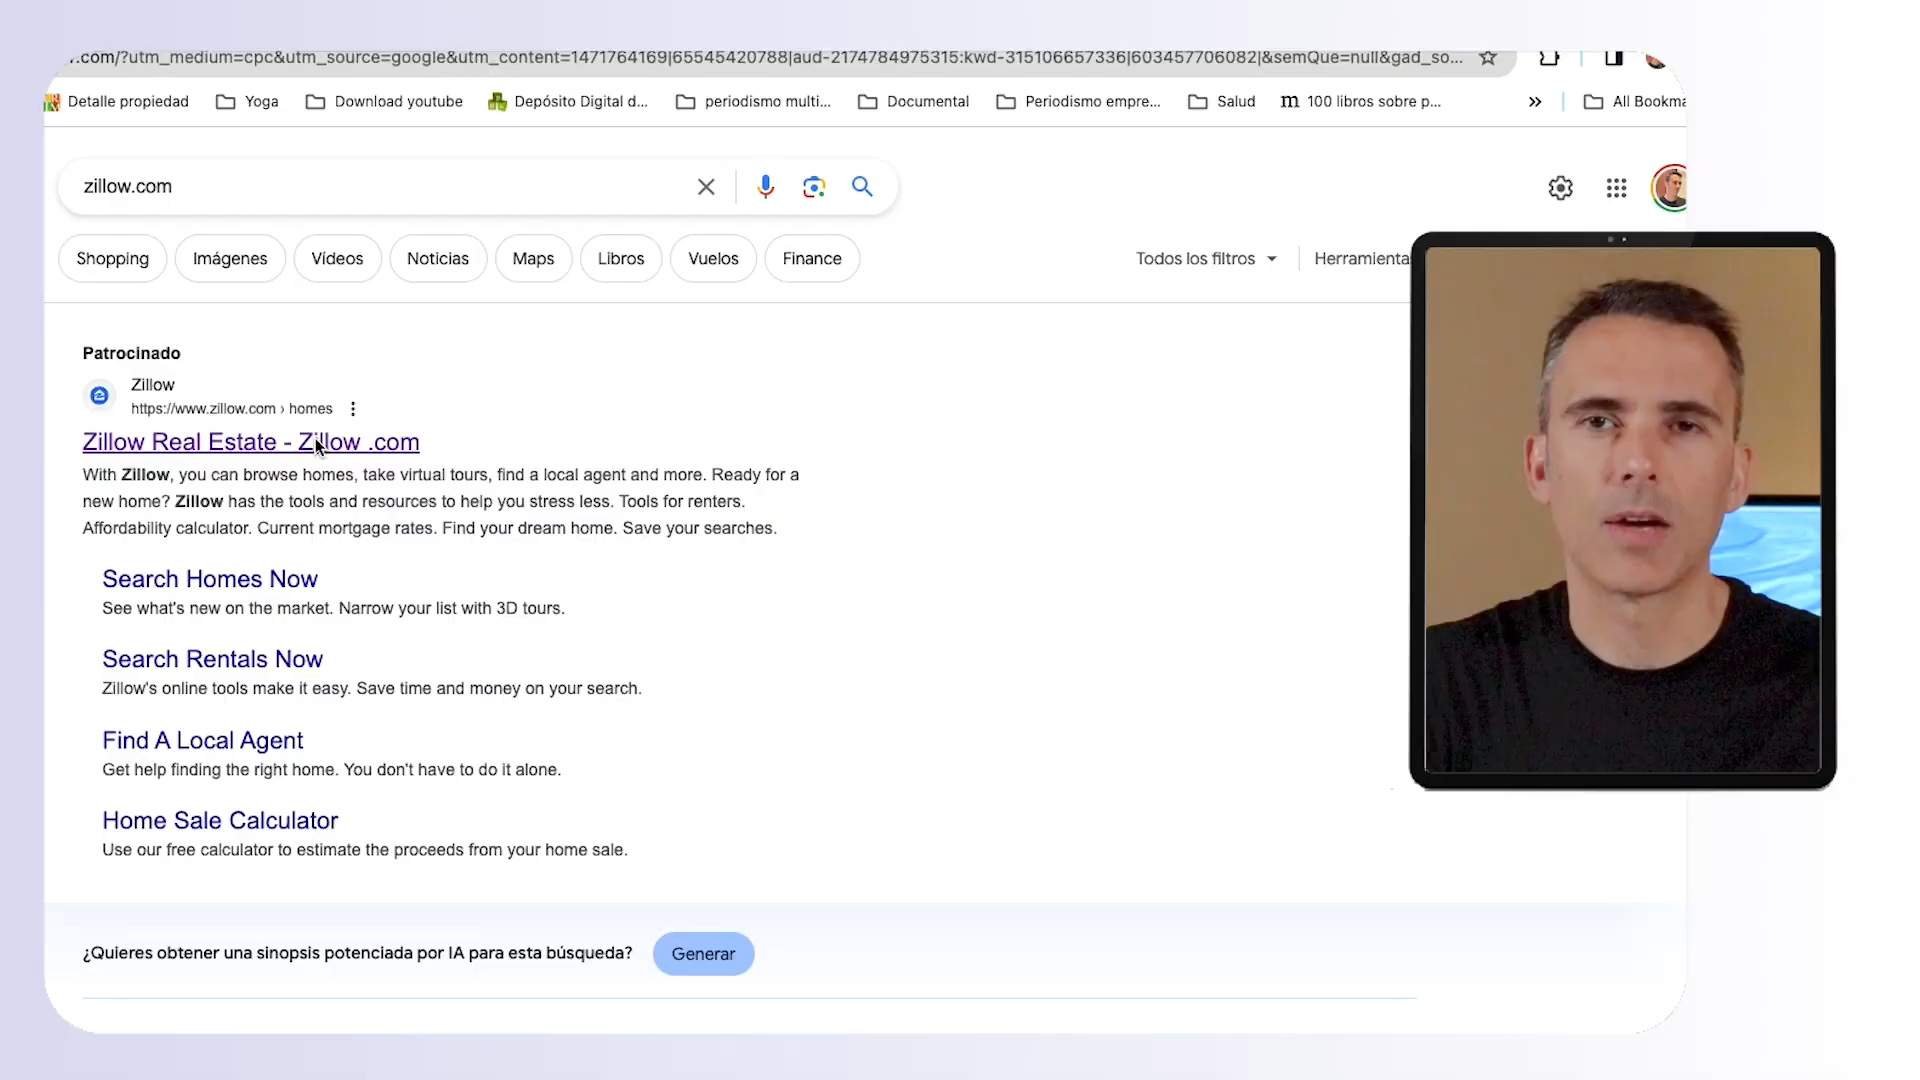 r.com/?utm_medium=cpc&utm_source=google&utm_content=1471764169|65545420788|aud-2174784975315:kwd-315106657336|603457706082|&semQue=null&gad_so...
Detalle propiedad Yoga Download youtube Depósito Digital d... periodismo multi... Documental Periodismo empre... Salud m 100 libros sobre p... » All Bookma
zillow.com
Shopping Imágenes Vídeos Noticias Maps Libros Vuelos Finance Todos los filtros Herramienta
Patrocinado
Zillow
https://www.zillow.com › homes
Zillow Real Estate - Zillow .com
With Zillow, you can browse homes, take virtual tours, find a local agent and more. Ready for a
new home? Zillow has the tools and resources to help you stress less. Tools for renters.
Affordability calculator. Current mortgage rates. Find your dream home. Save your searches.
Search Homes Now
See what's new on the market. Narrow your list with 3D tours.
Search Rentals Now
Zillow's online tools make it easy. Save time and money on your search.
Find A Local Agent
Get help finding the right home. You don't have to do it alone.
Home Sale Calculator
Use our free calculator to estimate the proceeds from your home sale.
¿Quieres obtener una sinopsis potenciada por IA para esta búsqueda? Generar